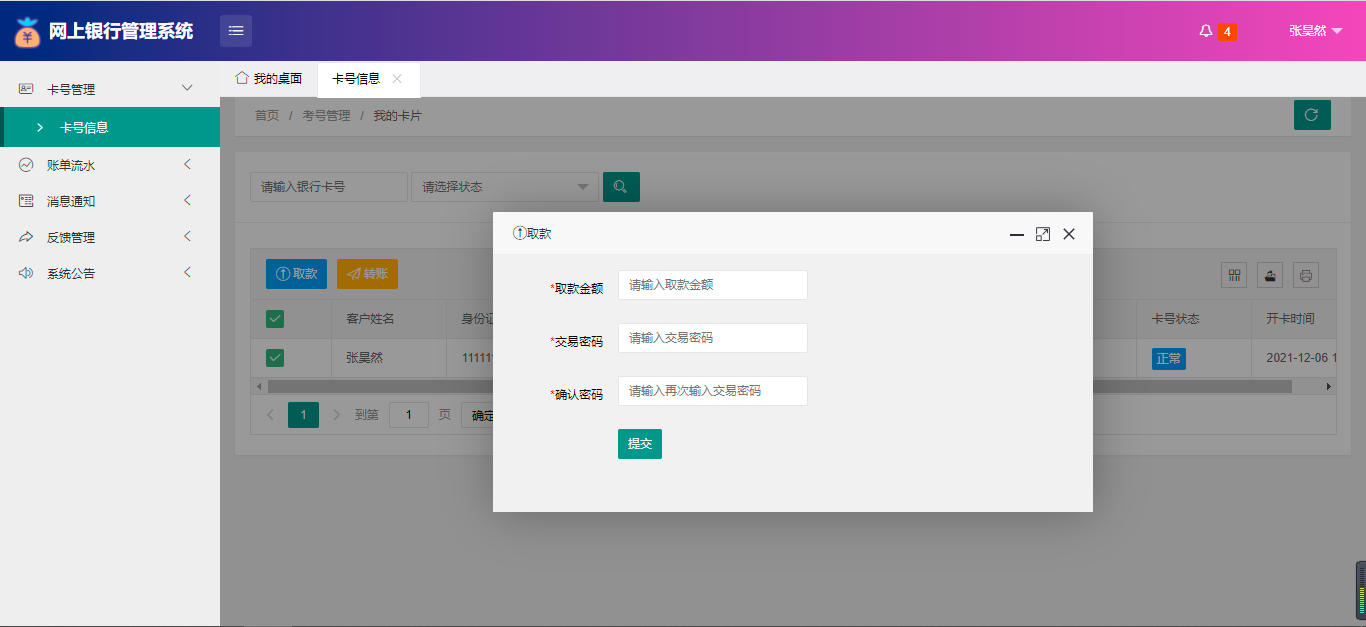 网上银行管理系统
4
张昊然
卡号管理
卡号信息
账单流水
消息通知
反馈管理
系统公告
我的桌面
卡号信息
首页 / 考号管理 / 我的卡片
请输入银行卡号
请选择状态
取款
转账
客户姓名
身份证
卡号状态
开卡时间
张昊然
11111
正常
2021-12-06 1
1
到第
1
页
确定
取款
*取款金额
请输入取款金额
*交易密码
请输入交易密码
*确认密码
请输入再次输入交易密码
提交